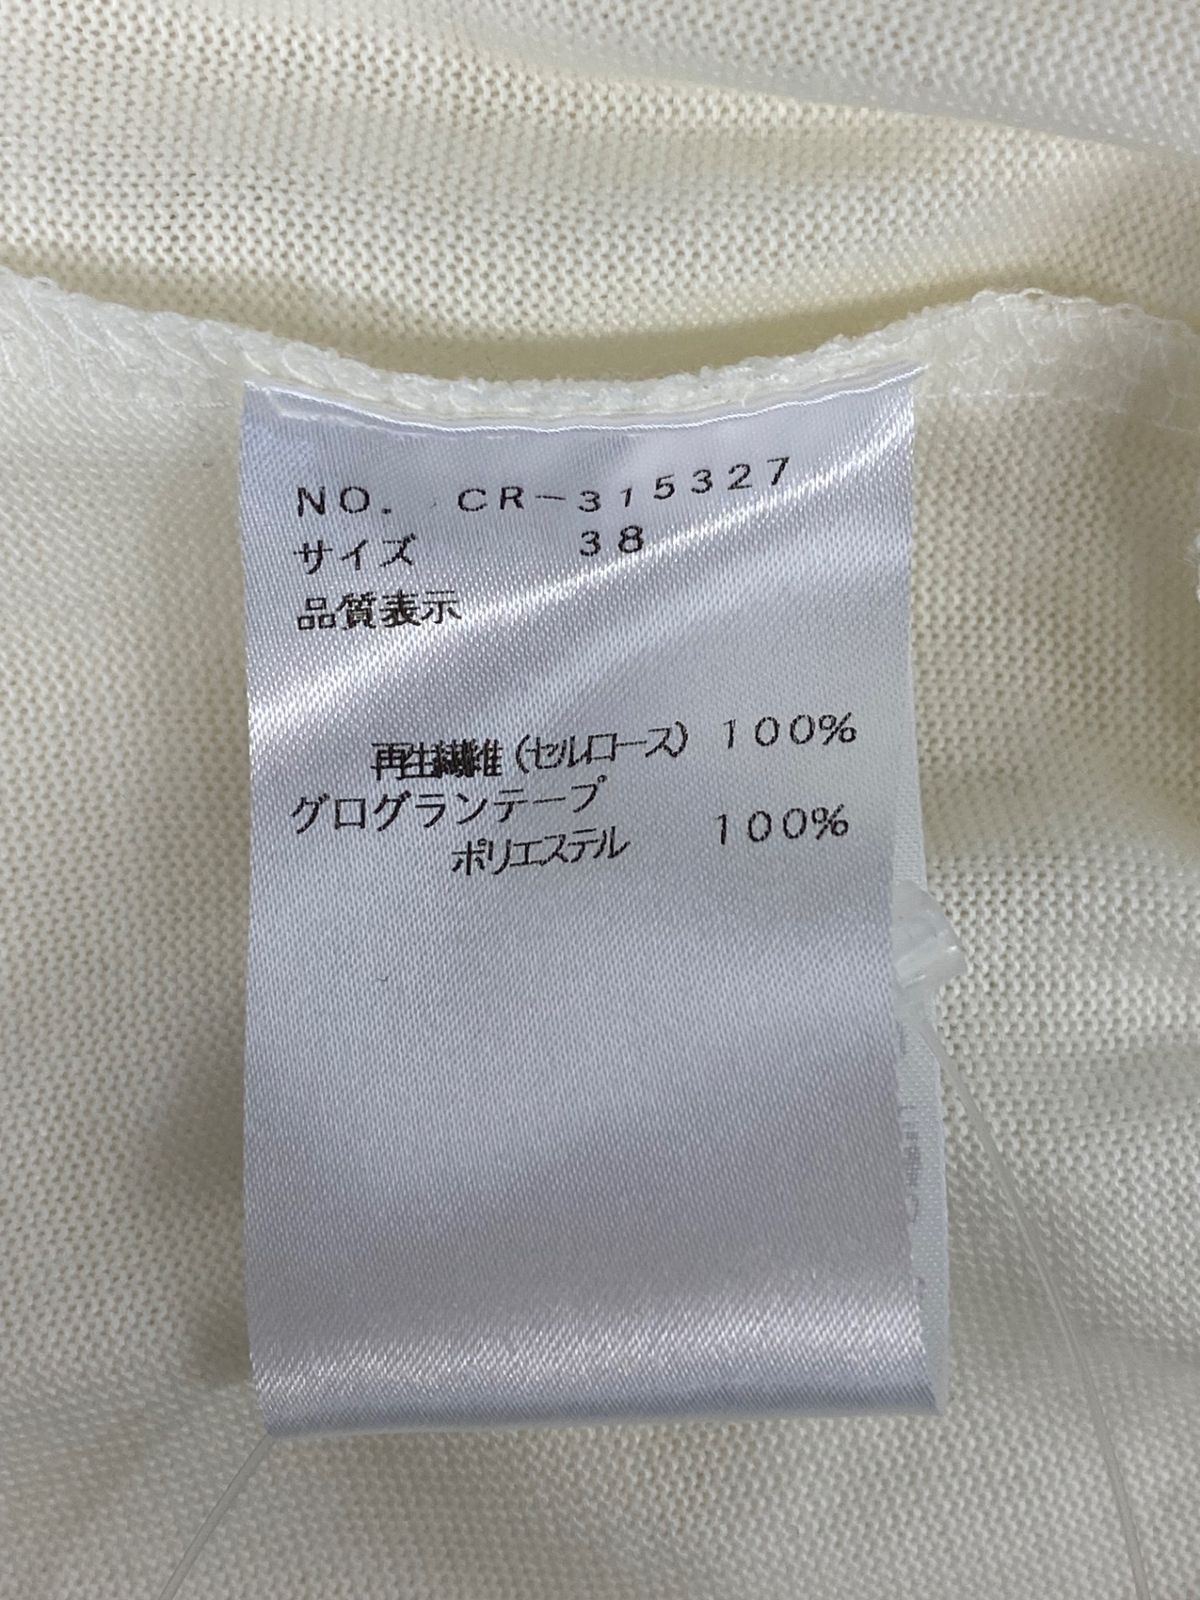 NO. CR-315327
サイズ 38
品質表示
再生繊維(セルロース) 100%
グログランテープ
ポリエステル 100%